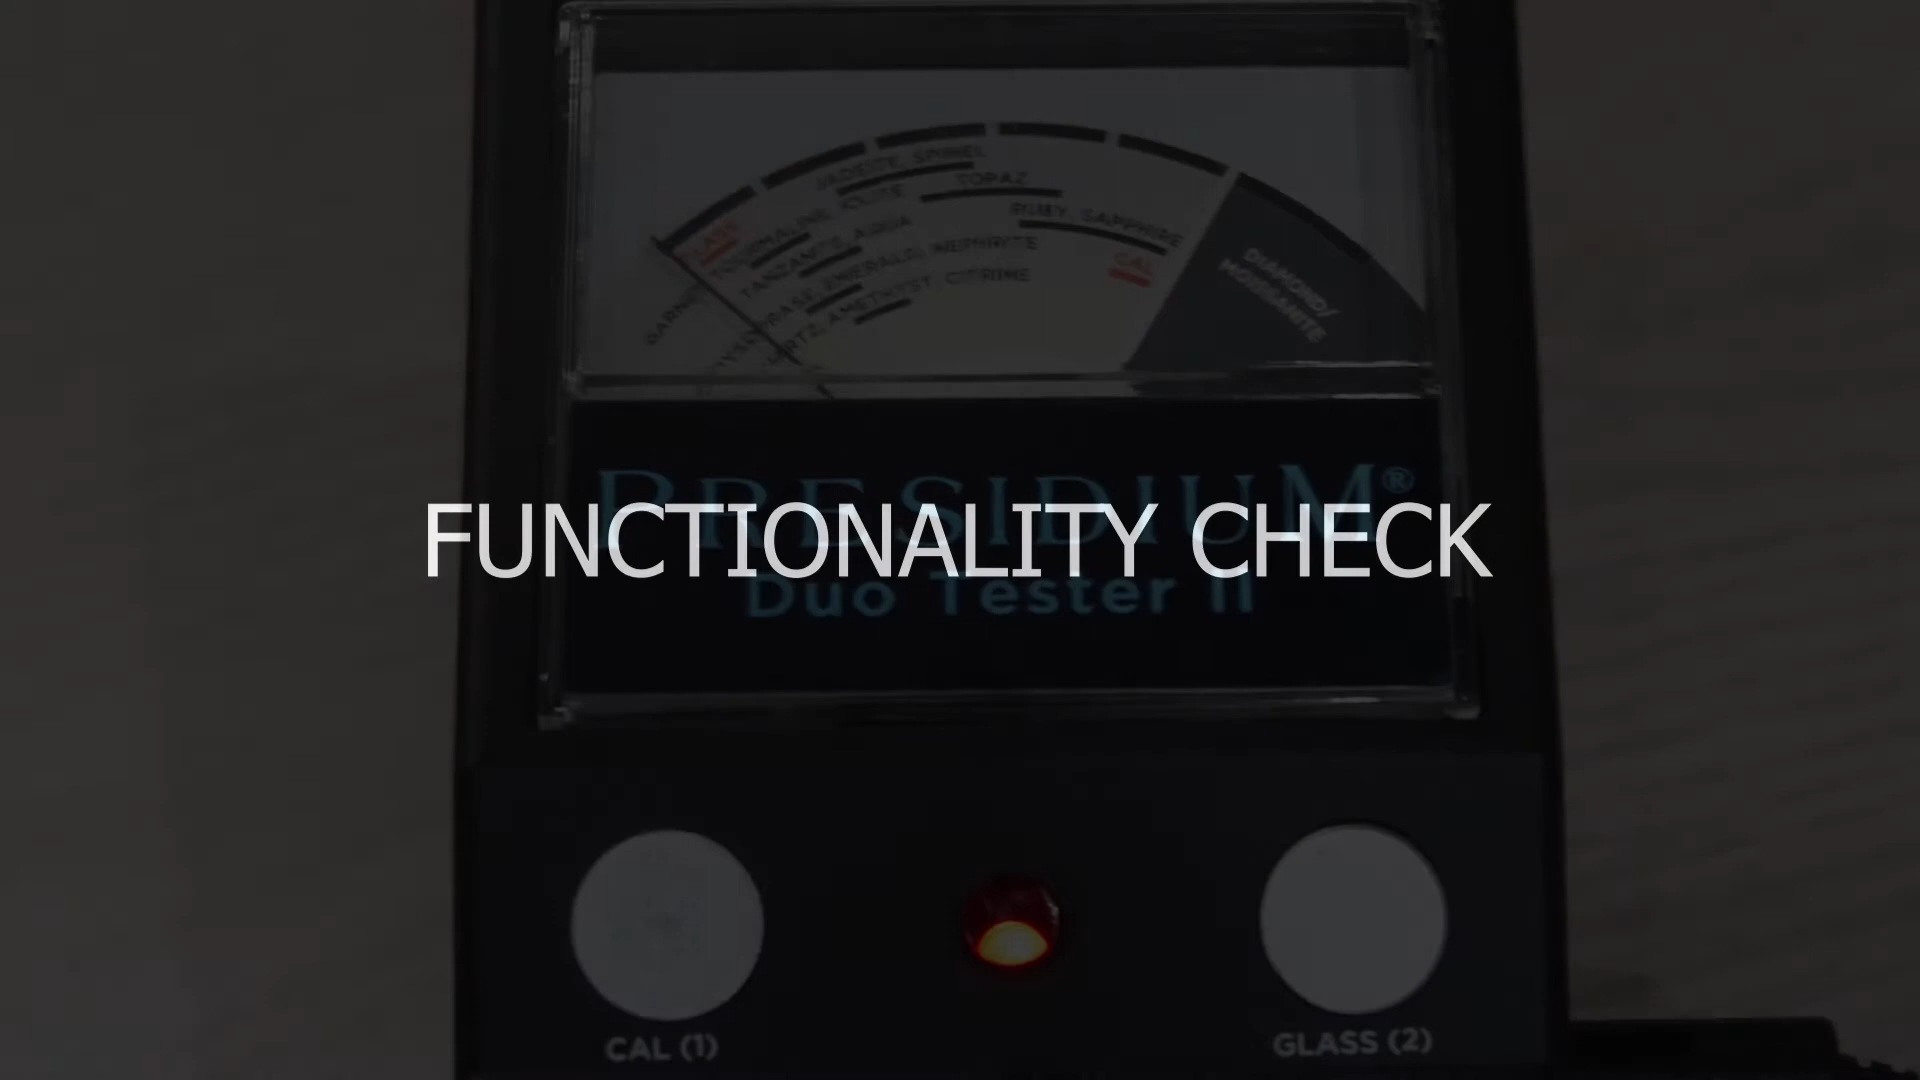 JADEITE, SPINEL
TOPAZ
GLASS
TOURMALINE, IOLITE
RUBY, SAPPHIRE
TANZANITE, AQUA
EMERALD, NEPHRITE
CAL
AMETHYST, CITRINE
DIAMOND/
MOISSANITE
PRESIDIUM®
FUNCTIONALITY CHECK
Duo Tester II
CAL (1)
GLASS (2)